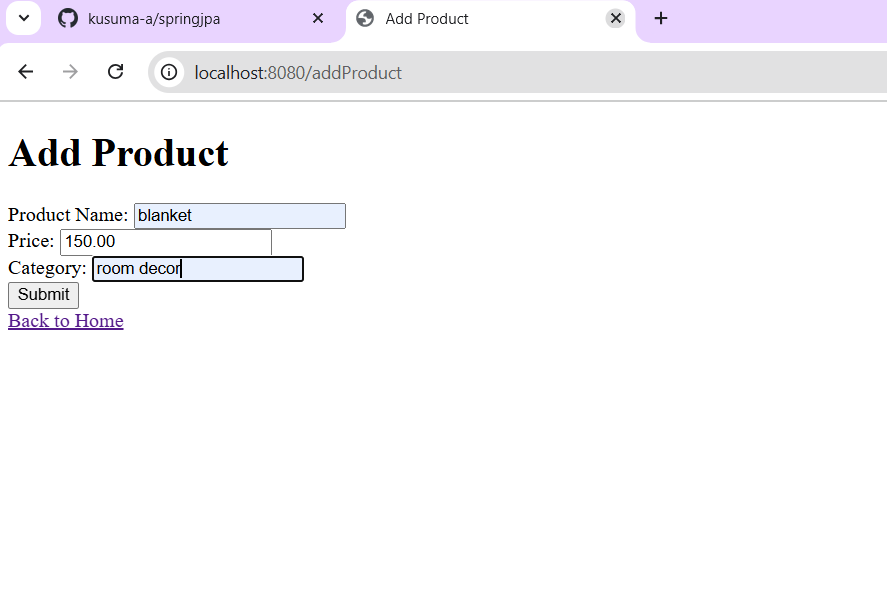 kusuma-a/springjpa
Add Product
localhost:8080/addProduct
Add Product
Product Name: blanket
Price: 150.00
Category: room decor
Submit
Back to Home